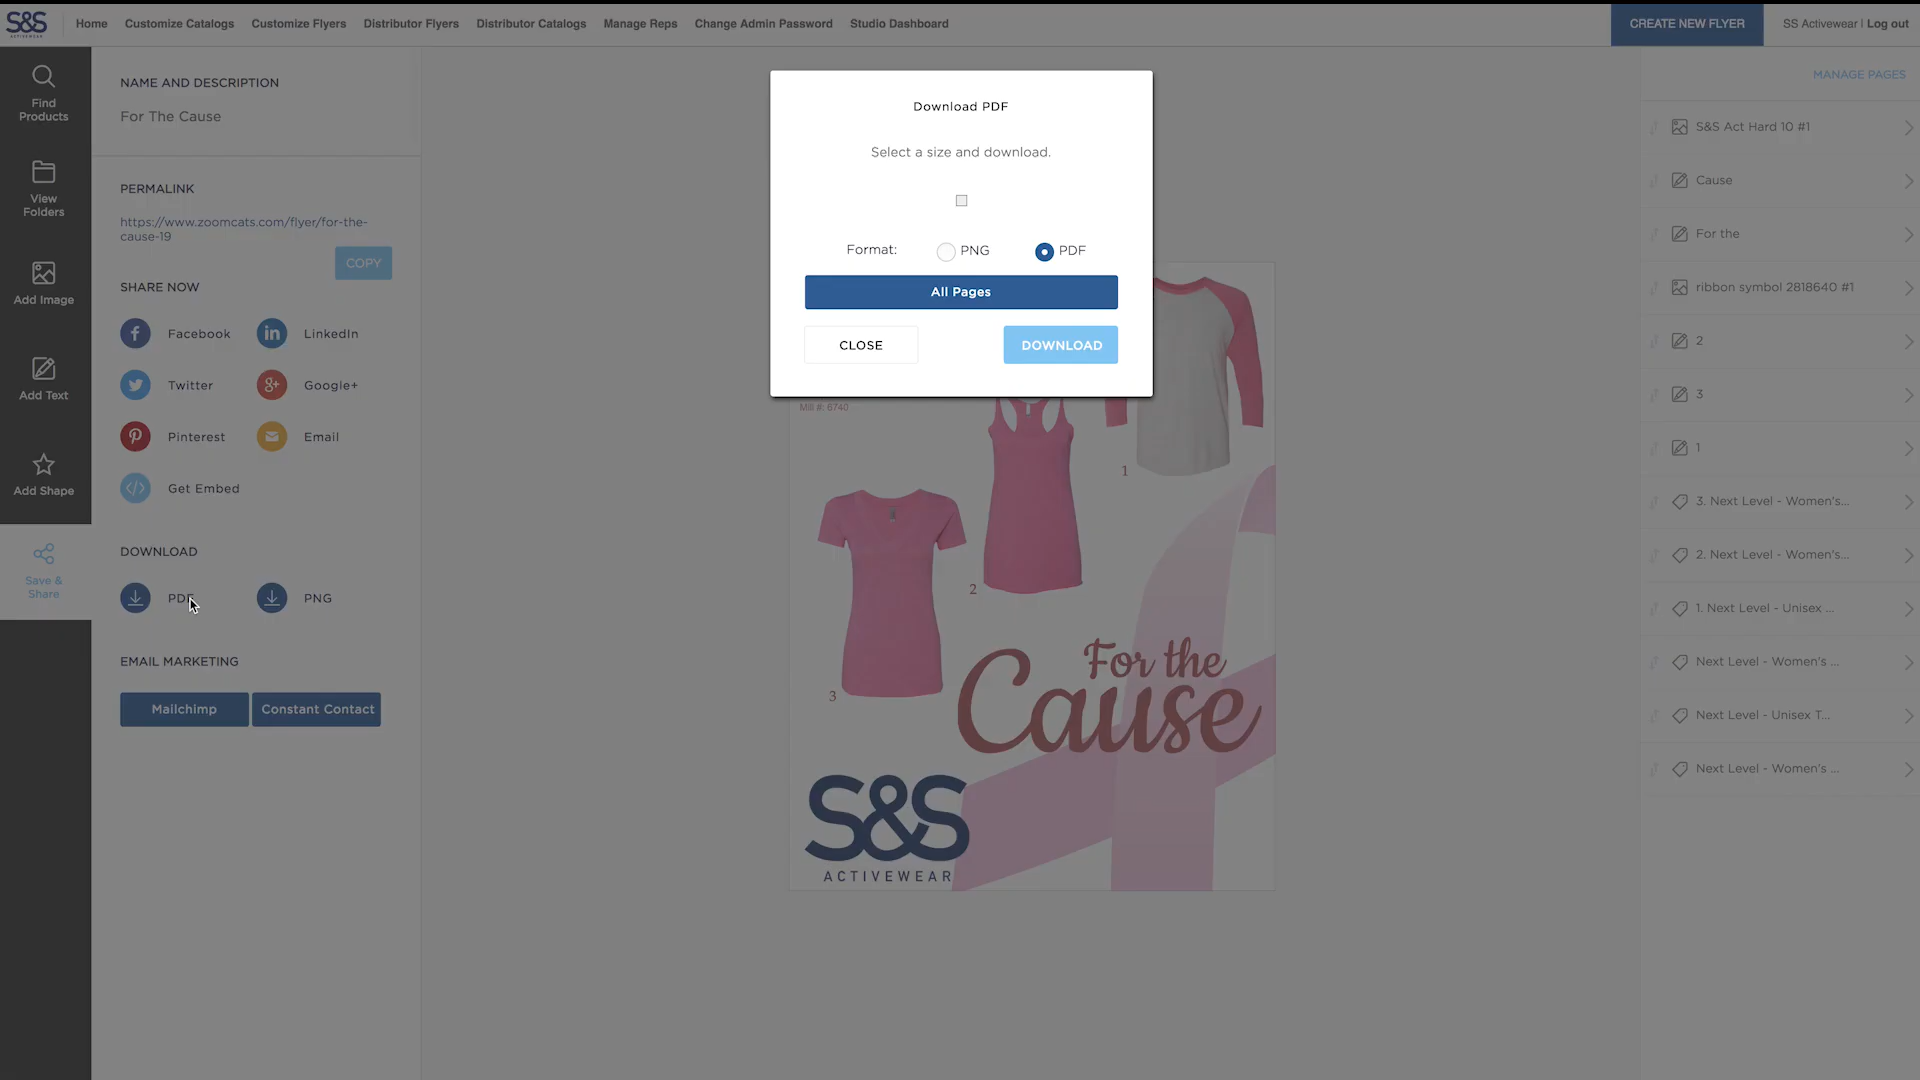 S&S
ACTIVEWEAR
Home
Customize Catalogs
Customize Flyers
Distributor Flyers
Distributor Catalogs
Manage Reps
Change Admin Password
Studio Dashboard
CREATE NEW FLYER
SS Activewear | Log out
Find
Products
View
Folders
Add Image
Add Text
Add Shape
Save &
Share
NAME AND DESCRIPTION
For The Cause
PERMALINK
https://www.zoomcats.com/flyer/for-the-
cause-19
COPY
SHARE NOW
Facebook
LinkedIn
Twitter
Google+
Pinterest
Email
Get Embed
DOWNLOAD
PDF
PNG
EMAIL MARKETING
Mailchimp
Constant Contact
Download PDF
Select a size and download.
Format:
PNG
PDF
All Pages
CLOSE
DOWNLOAD
Mill #: 6740
1
2
3
For the
Cause
S&S
ACTIVEWEAR
MANAGE PAGES
S&S Act Hard 10 #1
Cause
For the
ribbon symbol 2818640 #1
2
3
1
3. Next Level - Women's...
2. Next Level - Women's...
1. Next Level - Unisex ...
Next Level - Women's ...
Next Level - Unisex T...
Next Level - Women's ...